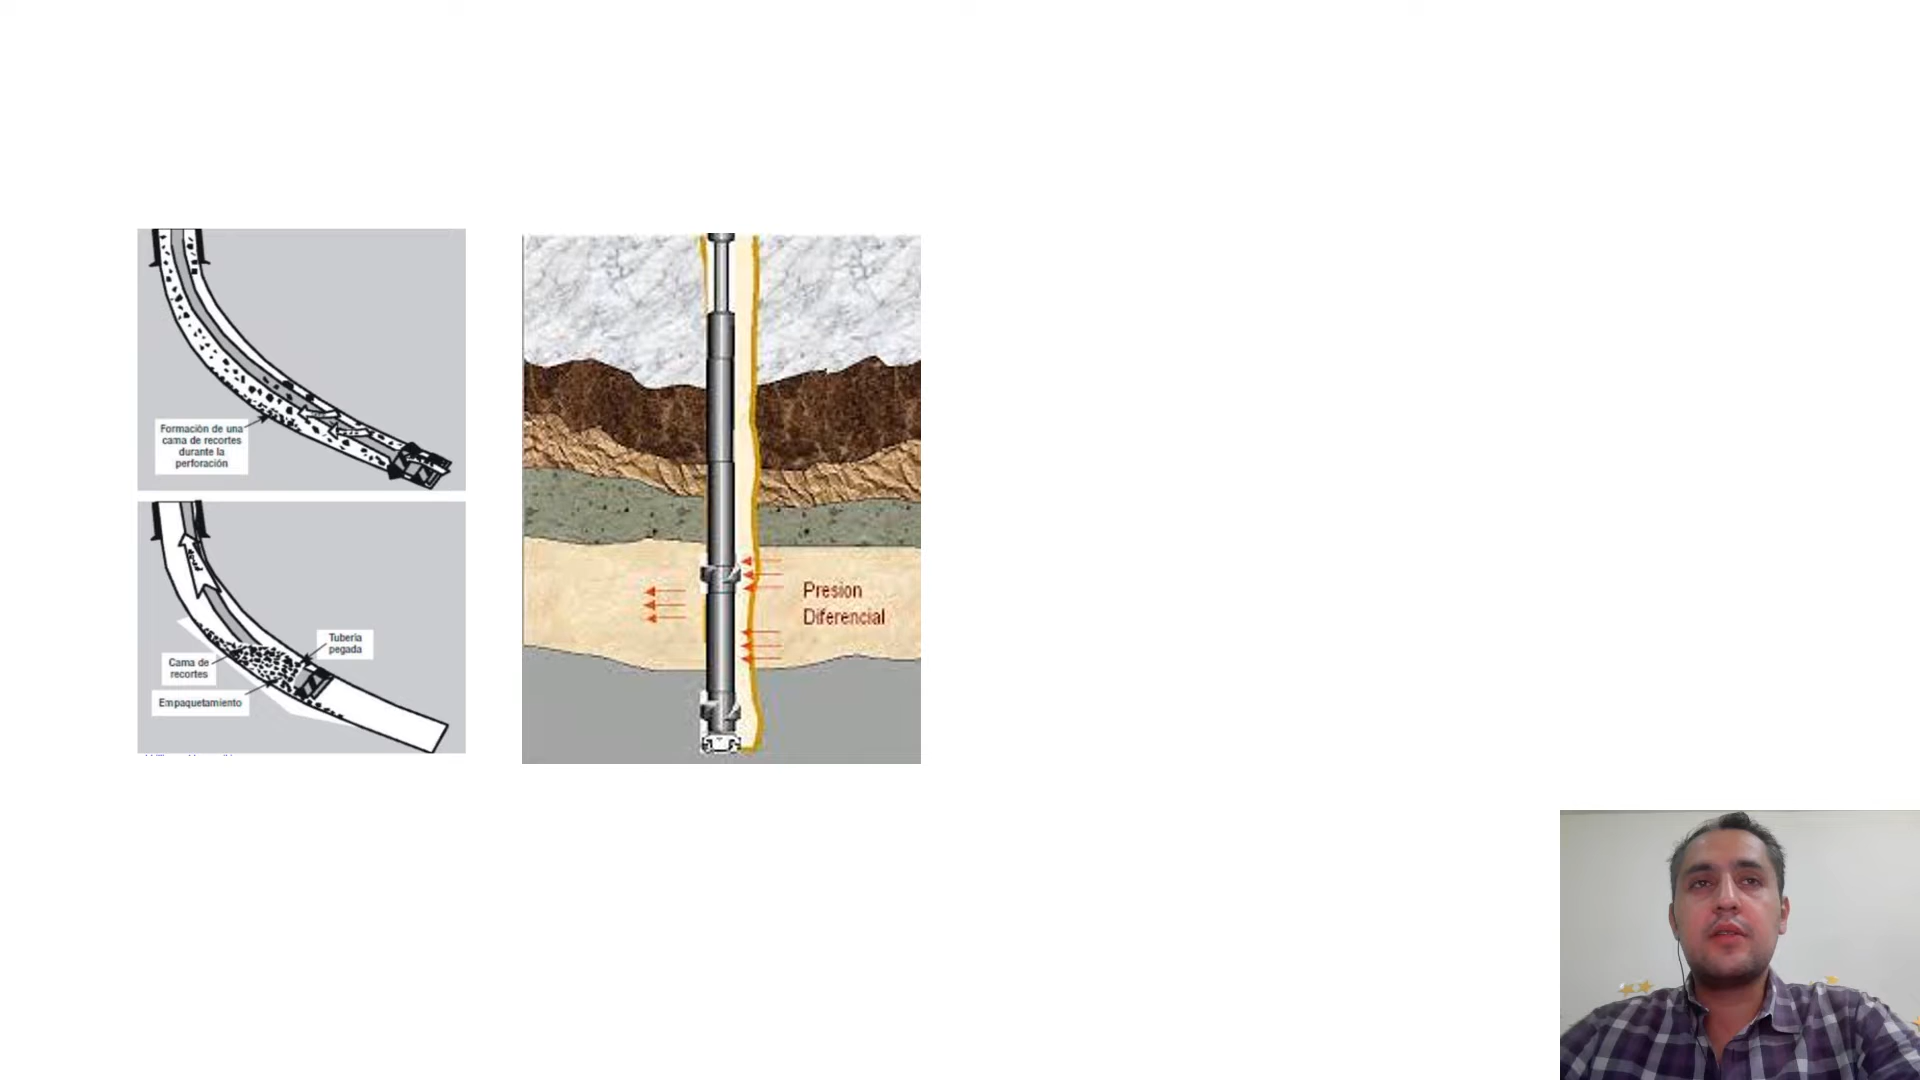 Formación de una
cama de recortes
durante la
perforación
Tubería
pegada
Cama de
recortes
Empaquetamiento
Presion
Diferencial